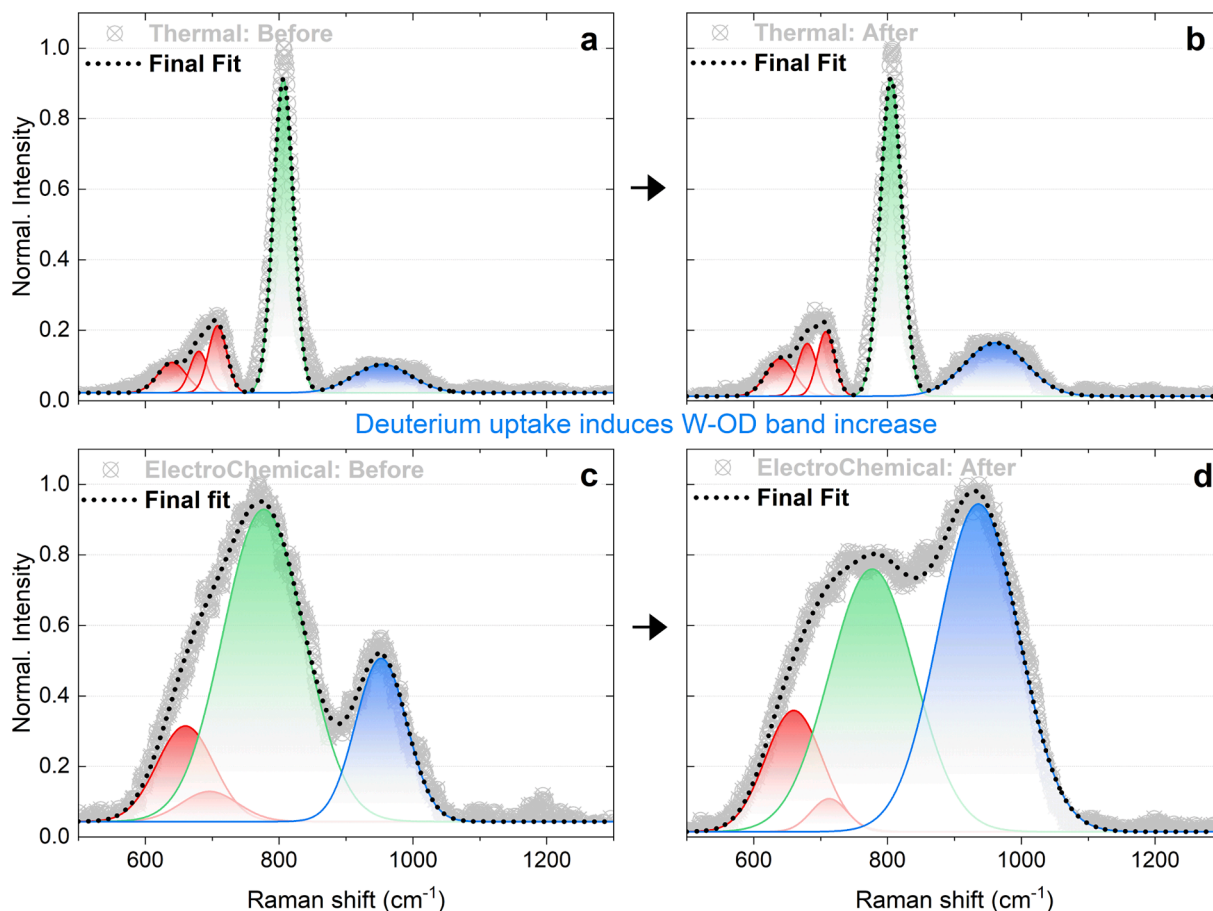 Thermal: Before
Final Fit
a
Thermal: After
Final Fit
b
Normal. Intensity
1.0
0.8
0.6
0.4
0.2
0.0
Deuterium uptake induces W-OD band increase
ElectroChemical: Before
Final fit
c
ElectroChemical: After
Final Fit
d
Normal. Intensity
1.0
0.8
0.6
0.4
0.2
0.0
600 800 1000 1200
600 800 1000 1200
Raman shift (cm⁻¹)
Raman shift (cm⁻¹)